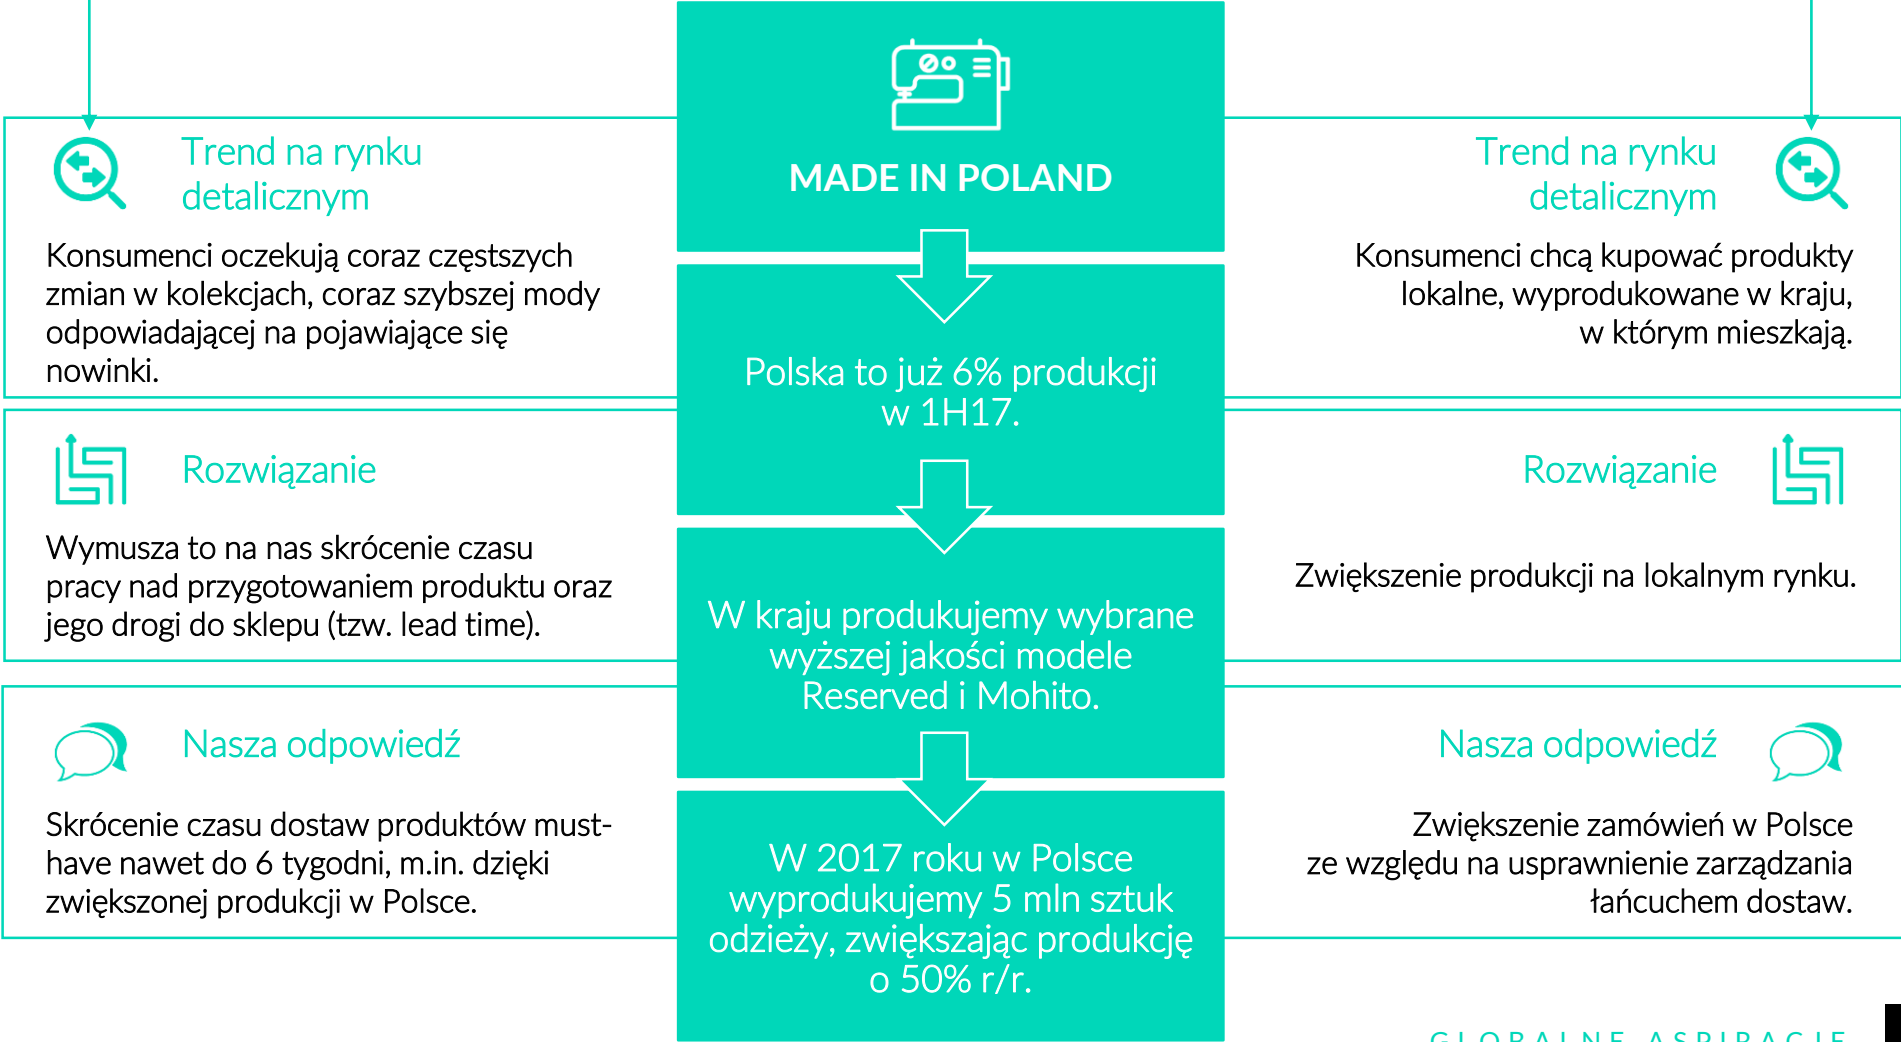 MADE IN POLAND
Polska to już 6% produkcji
w 1H17.
W kraju produkujemy wybrane
wyższej jakości modele
Reserved i Mohito.
W 2017 roku w Polsce
wyprodukujemy 5 mln sztuk
odzieży, zwiększając produkcję
o 50% r/r.
Trend na rynku
detalicznym
Konsumenci oczekują coraz częstszych
zmian w kolekcjach, coraz szybszej mody
odpowiadającej na pojawiające się
nowinki.
Rozwiązanie
Wymusza to na nas skrócenie czasu
pracy nad przygotowaniem produktu oraz
jego drogi do sklepu (tzw. lead time).
Nasza odpowiedź
Skrócenie czasu dostaw produktów must-
have nawet do 6 tygodni, m.in. dzięki
zwiększonej produkcji w Polsce.
Trend na rynku
detalicznym
Konsumenci chcą kupować produkty
lokalne, wyprodukowane w kraju,
w którym mieszkają.
Rozwiązanie
Zwiększenie produkcji na lokalnym rynku.
Nasza odpowiedź
Zwiększenie zamówień w Polsce
ze względu na usprawnienie zarządzania
łańcuchem dostaw.
GLOBALNE ASPIRACJE